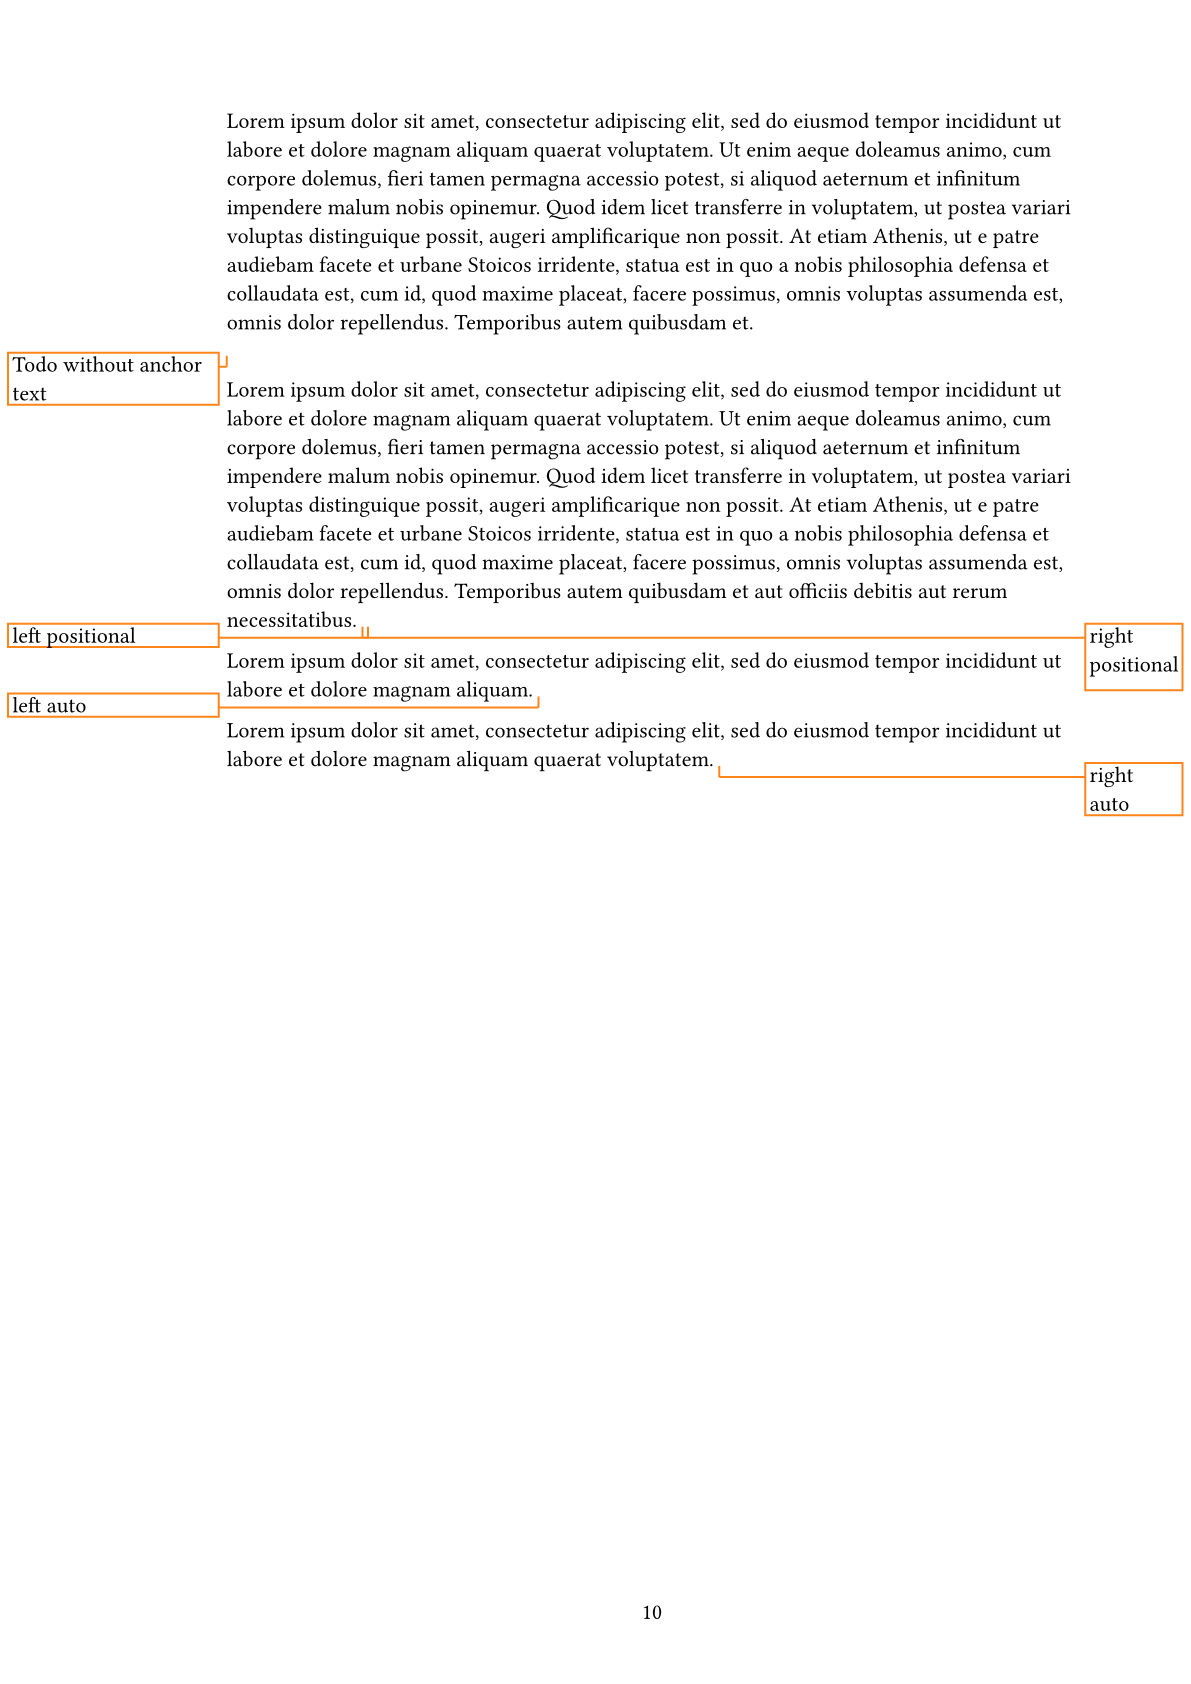 Lorem ipsum dolor sit amet, consectetur adipiscing elit, sed do eiusmod tempor incididunt ut
labore et dolore magnam aliquam quaerat voluptatem. Ut enim aeque doleamus animo, cum
corpore dolemus, fieri tamen permagna accessio potest, si aliquod aeternum et infinitum
impendere malum nobis opinemur. Quod idem licet transferre in voluptatem, ut postea variari
voluptas distinguique possit, augeri amplificarique non possit. At etiam Athenis, ut e patre
audiebam facete et urbane Stoicos irridente, statua est in quo a nobis philosophia defensa et
collaudata est, cum id, quod maxime placeat, facere possimus, omnis voluptas assumenda est,
omnis dolor repellendus. Temporibus autem quibusdam et.
Todo without anchor
text
Lorem ipsum dolor sit amet, consectetur adipiscing elit, sed do eiusmod tempor incididunt ut
labore et dolore magnam aliquam quaerat voluptatem. Ut enim aeque doleamus animo, cum
corpore dolemus, fieri tamen permagna accessio potest, si aliquod aeternum et infinitum
impendere malum nobis opinemur. Quod idem licet transferre in voluptatem, ut postea variari
voluptas distinguique possit, augeri amplificarique non possit. At etiam Athenis, ut e patre
audiebam facete et urbane Stoicos irridente, statua est in quo a nobis philosophia defensa et
collaudata est, cum id, quod maxime placeat, facere possimus, omnis voluptas assumenda est,
omnis dolor repellendus. Temporibus autem quibusdam et aut officiis debitis aut rerum
necessitatibus.
left positional
right
positional
Lorem ipsum dolor sit amet, consectetur adipiscing elit, sed do eiusmod tempor incididunt ut
labore et dolore magnam aliquam.
left auto
Lorem ipsum dolor sit amet, consectetur adipiscing elit, sed do eiusmod tempor incididunt ut
labore et dolore magnam aliquam quaerat voluptatem.
right
auto
10